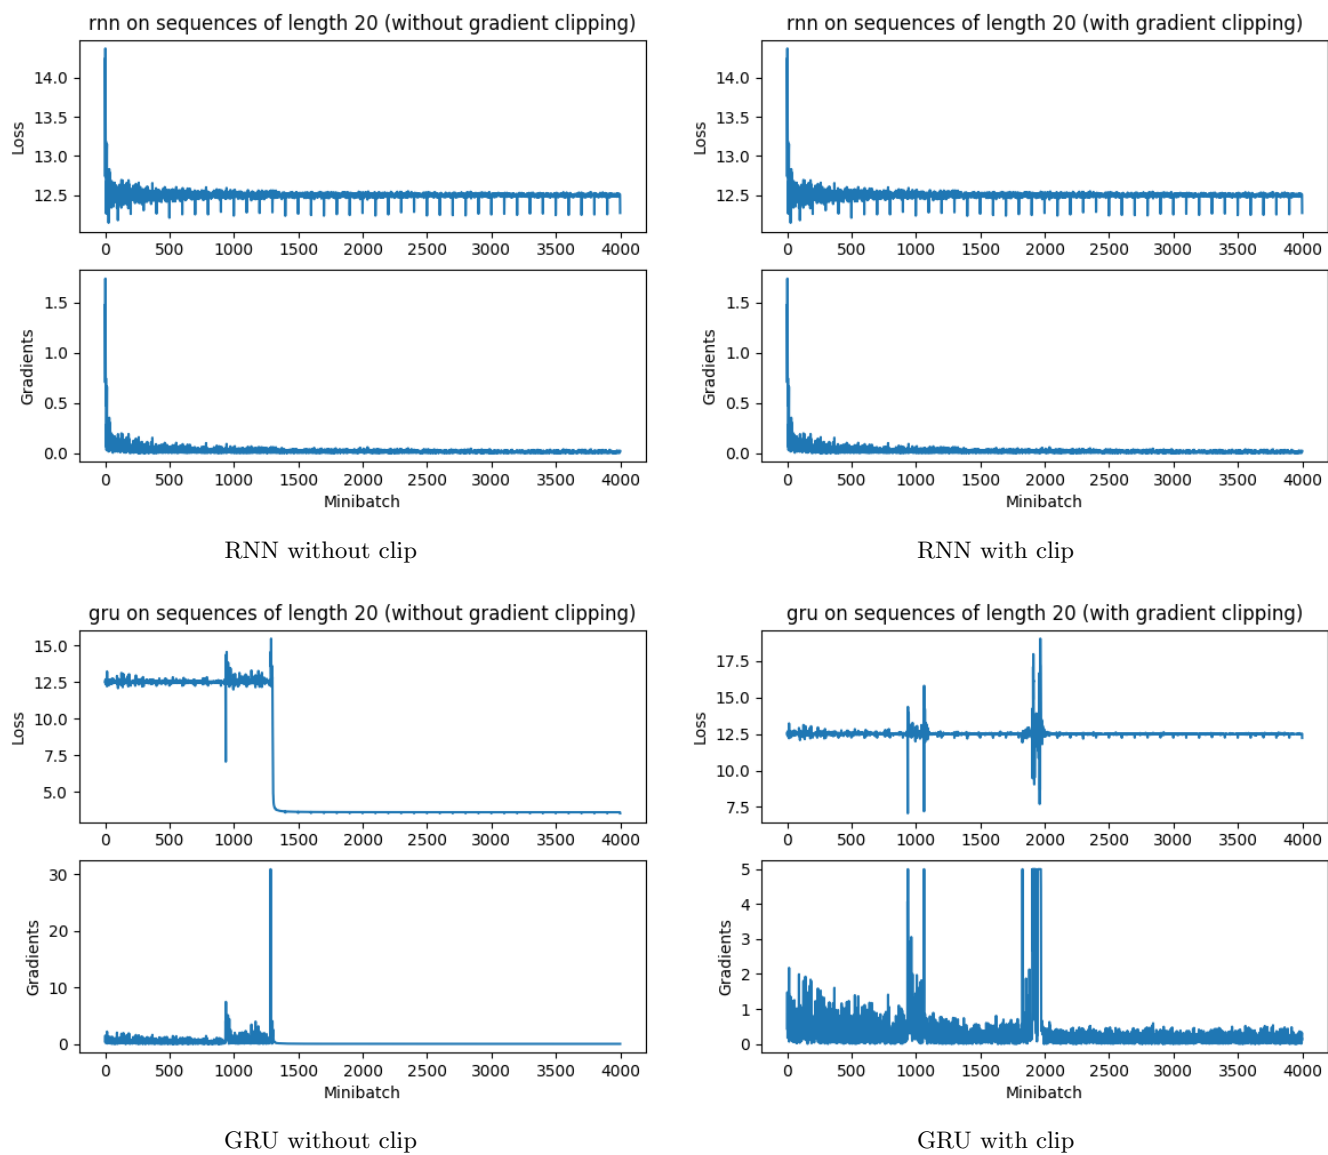 rnn on sequences of length 20 (without gradient clipping)
14.0
13.5
13.0
12.5
Loss
0 500 1000 1500 2000 2500 3000 3500 4000
1.5
1.0
0.5
0.0
Gradients
0 500 1000 1500 2000 2500 3000 3500 4000
Minibatch
RNN without clip
rnn on sequences of length 20 (with gradient clipping)
14.0
13.5
13.0
12.5
Loss
0 500 1000 1500 2000 2500 3000 3500 4000
1.5
1.0
0.5
0.0
Gradients
0 500 1000 1500 2000 2500 3000 3500 4000
Minibatch
RNN with clip
gru on sequences of length 20 (without gradient clipping)
15.0
12.5
10.0
7.5
5.0
Loss
0 500 1000 1500 2000 2500 3000 3500 4000
30
20
10
0
Gradients
0 500 1000 1500 2000 2500 3000 3500 4000
Minibatch
GRU without clip
gru on sequences of length 20 (with gradient clipping)
17.5
15.0
12.5
10.0
7.5
Loss
0 500 1000 1500 2000 2500 3000 3500 4000
5
4
3
2
1
0
Gradients
0 500 1000 1500 2000 2500 3000 3500 4000
Minibatch
GRU with clip